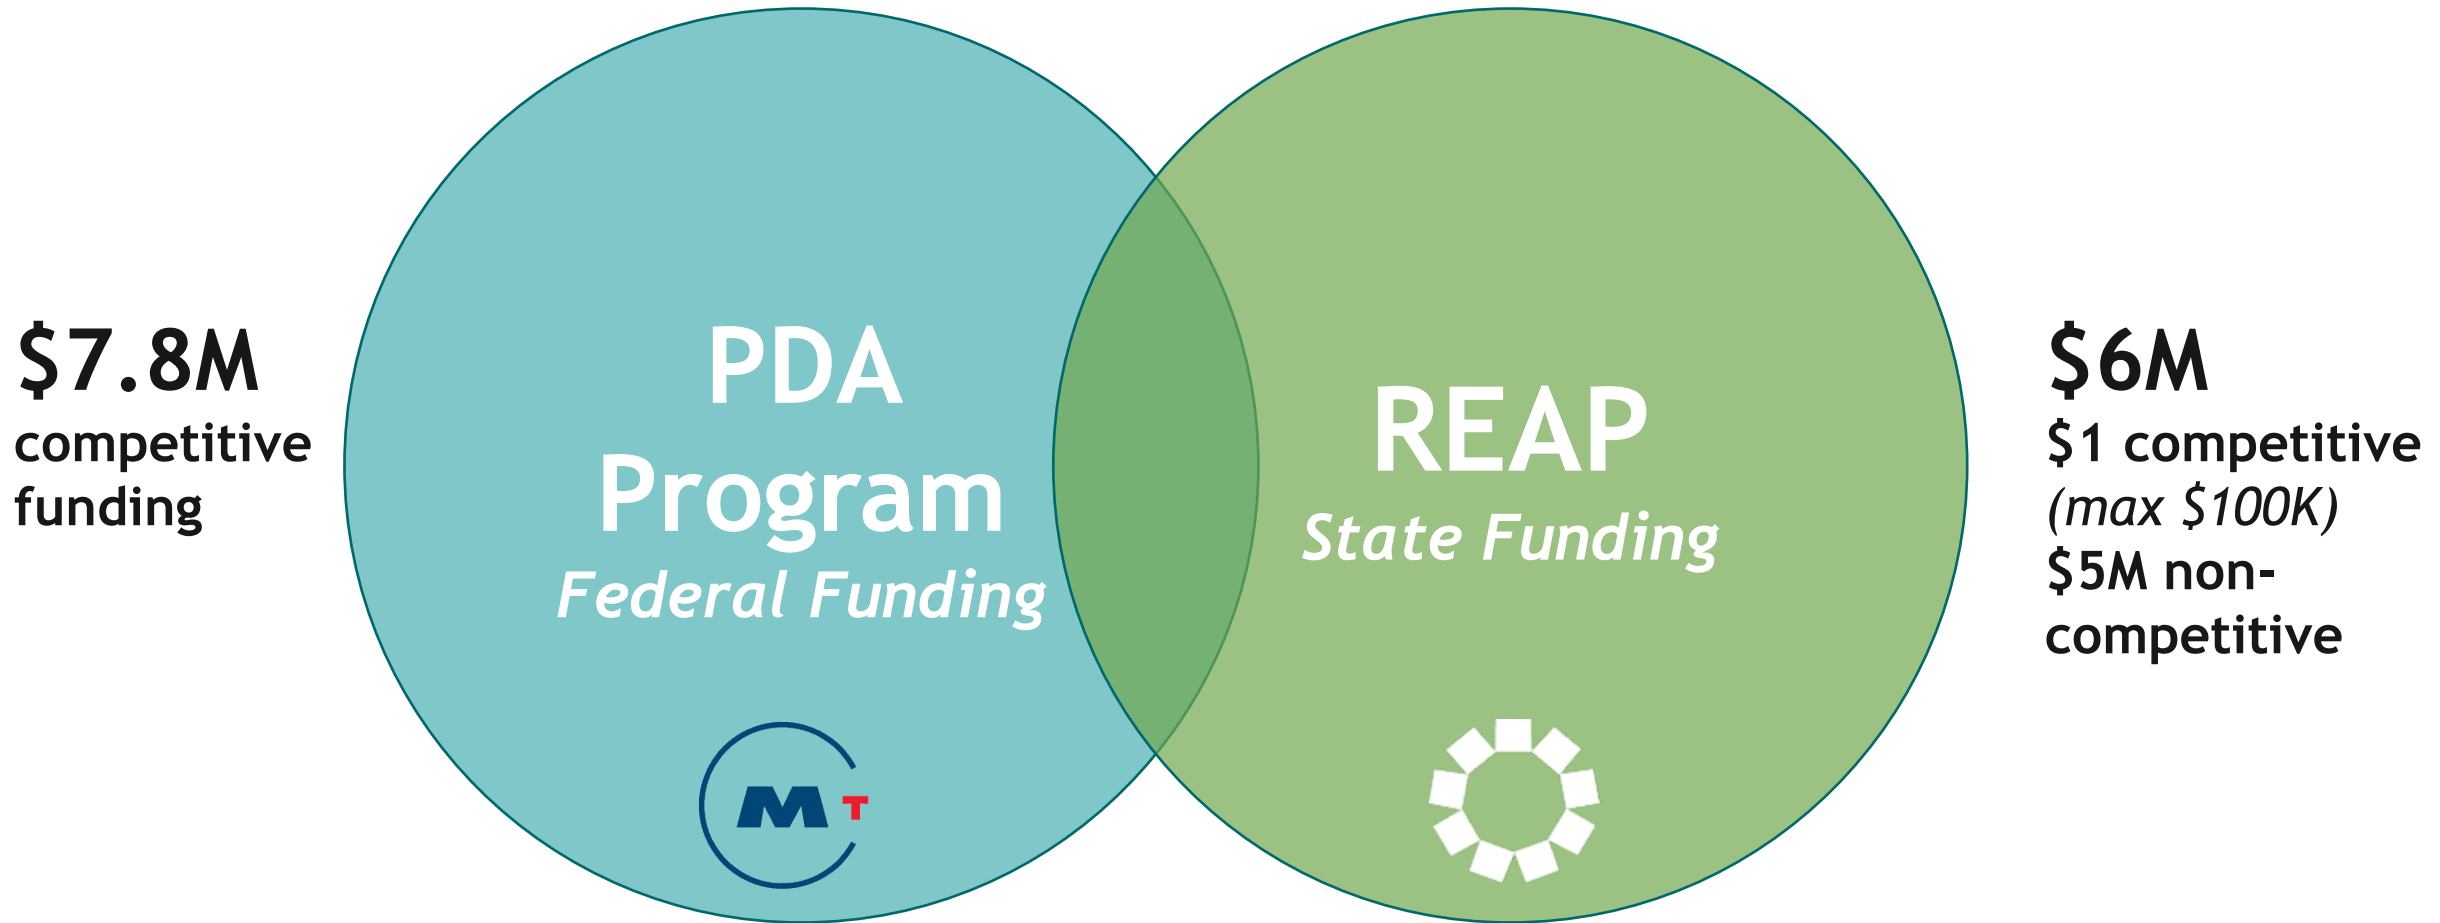 $7.8M
competitive
funding
PDA
Program
Federal Funding
MT
REAP
State Funding
$6M
$1 competitive
(max $100K)
$5M non-
competitive